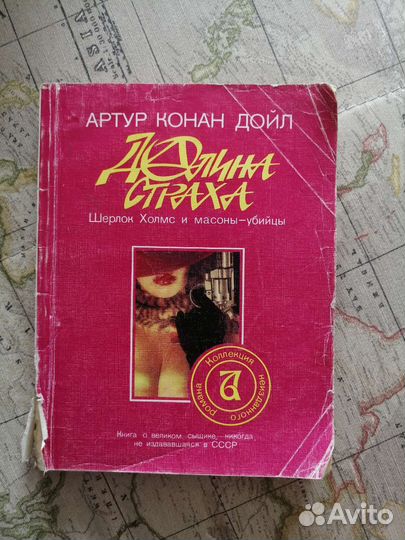 АРТУР КОНАН ДОЙЛ
ДОЛИНА
СТРАХА
Шерлок Холмс и масоны-убийцы
Коллекция
неизданного
романа
Книга о великом сыщике, никогда
не издававшаяся в СССР
Avito